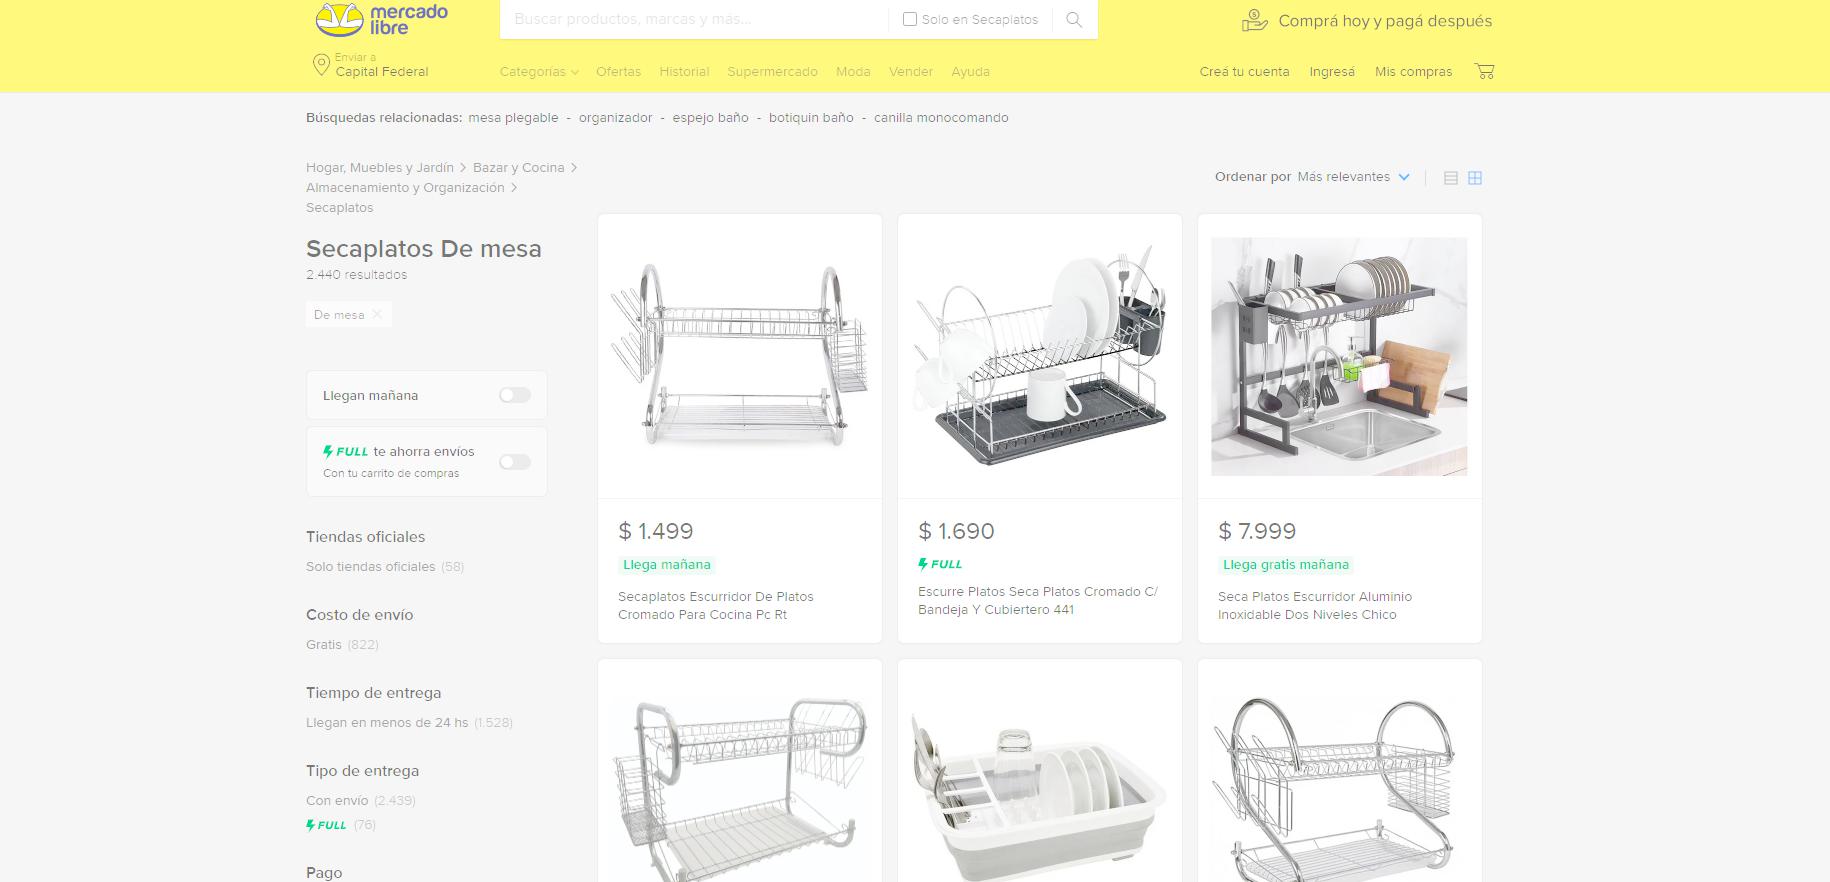 mercado
libre
Buscar productos, marcas y más...
Solo en Secaplatos
Comprá hoy y pagá después
Enviar a
Capital Federal
Categorías
Ofertas
Historial
Supermercado
Moda
Vender
Ayuda
Creá tu cuenta
Ingresá
Mis compras
Búsquedas relacionadas: mesa plegable - organizador - espejo baño - botiquin baño - canilla monocomando
Hogar, Muebles y Jardín > Bazar y Cocina >
Almacenamiento y Organización >
Secaplatos
Ordenar por Más relevantes
Secaplatos De mesa
2.440 resultados
De mesa
Llegan mañana
FULL te ahorra envíos
Con tu carrito de compras
Tiendas oficiales
Solo tiendas oficiales (58)
Costo de envío
Gratis (822)
Tiempo de entrega
Llegan en menos de 24 hs (1.528)
Tipo de entrega
Con envío (2.439)
FULL (76)
Pago
$ 1.499
Llega mañana
Secaplatos Escurridor De Platos
Cromado Para Cocina Pc Rt
$ 1.690
FULL
Escurre Platos Seca Platos Cromado C/
Bandeja Y Cubiertero 441
$ 7.999
Llega gratis mañana
Seca Platos Escurridor Aluminio
Inoxidable Dos Niveles Chico